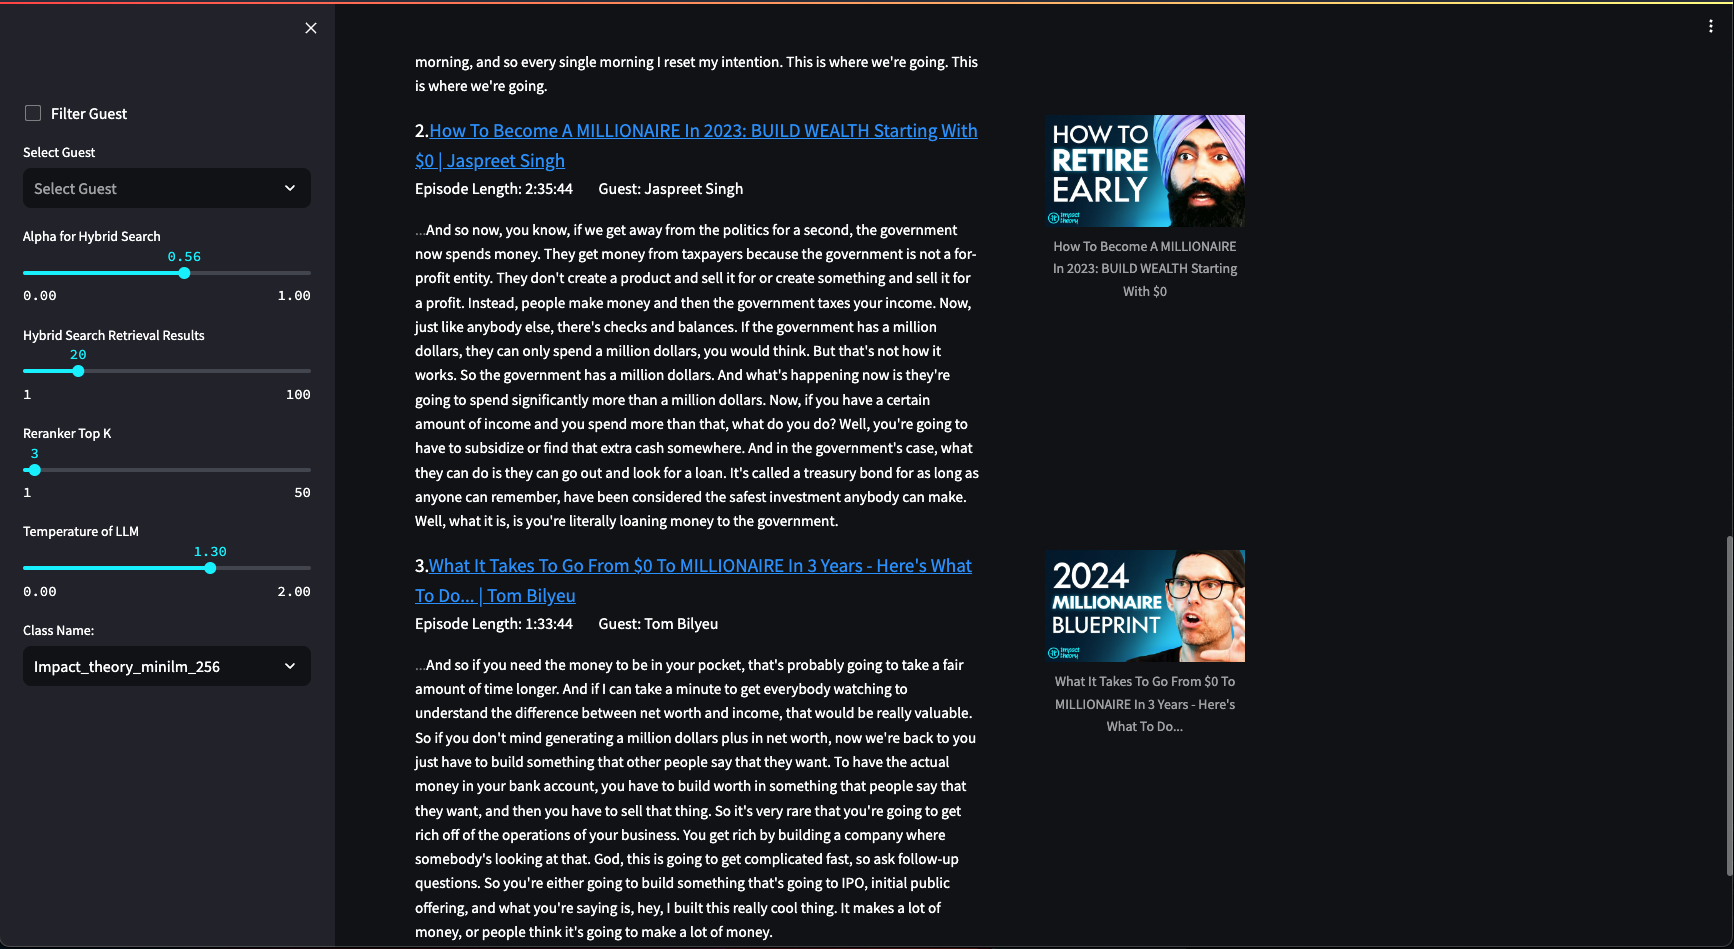 Filter Guest
Select Guest
Select Guest
Alpha for Hybrid Search
0.56
0.00 1.00
Hybrid Search Retrieval Results
20
1 100
Reranker Top K
3
1 50
Temperature of LLM
1.30
0.00 2.00
Class Name:
Impact_theory_minilm_256
morning, and so every single morning I reset my intention. This is where we're going. This
is where we're going.
2.How To Become A MILLIONAIRE In 2023: BUILD WEALTH Starting With
$0 | Jaspreet Singh
Episode Length: 2:35:44 Guest: Jaspreet Singh
...And so now, you know, if we get away from the politics for a second, the government
now spends money. They get money from taxpayers because the government is not a for-
profit entity. They don't create a product and sell it for or create something and sell it for
a profit. Instead, people make money and then the government taxes your income. Now,
just like anybody else, there's checks and balances. If the government has a million
dollars, they can only spend a million dollars, you would think. But that's not how it
works. So the government has a million dollars. And what's happening now is they're
going to spend significantly more than a million dollars. Now, if you have a certain
amount of income and you spend more than that, what do you do? Well, you're going to
have to subsidize or find that extra cash somewhere. And in the government's case, what
they can do is they can go out and look for a loan. It's called a treasury bond for as long as
anyone can remember, have been considered the safest investment anybody can make.
Well, what it is, is you're literally loaning money to the government.
HOW TO
RETIRE
EARLY
impact
theory
How To Become A MILLIONAIRE
In 2023: BUILD WEALTH Starting
With $0
3.What It Takes To Go From $0 To MILLIONAIRE In 3 Years - Here's What
To Do... | Tom Bilyeu
Episode Length: 1:33:44 Guest: Tom Bilyeu
...And so if you need the money to be in your pocket, that's probably going to take a fair
amount of time longer. And if I can take a minute to get everybody watching to
understand the difference between net worth and income, that would be really valuable.
So if you don't mind generating a million dollars plus in net worth, now we're back to you
just have to build something that other people say that they want. To have the actual
money in your bank account, you have to build worth in something that people say that
they want, and then you have to sell that thing. So it's very rare that you're going to get
rich off of the operations of your business. You get rich by building a company where
somebody's looking at that. God, this is going to get complicated fast, so ask follow-up
questions. So you're either going to build something that's going to IPO, initial public
offering, and what you're saying is, hey, I built this really cool thing. It makes a lot of
money, or people think it's going to make a lot of money.
2024
MILLIONAIRE
BLUEPRINT
impact
theory
What It Takes To Go From $0 To
MILLIONAIRE In 3 Years - Here's
What To Do...